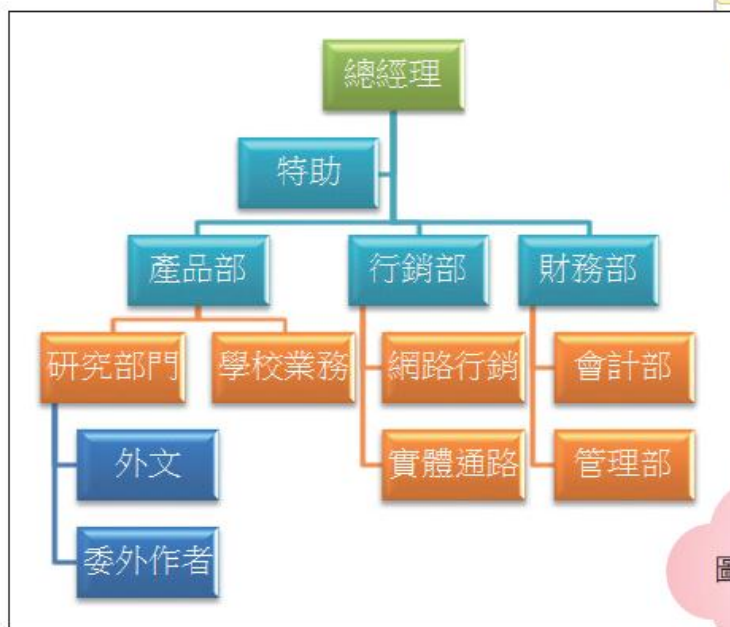 總經理
特助
產品部
行銷部
財務部
研究部門
學校業務
網路行銷
會計部
外文
實體通路
管理部
委外作者